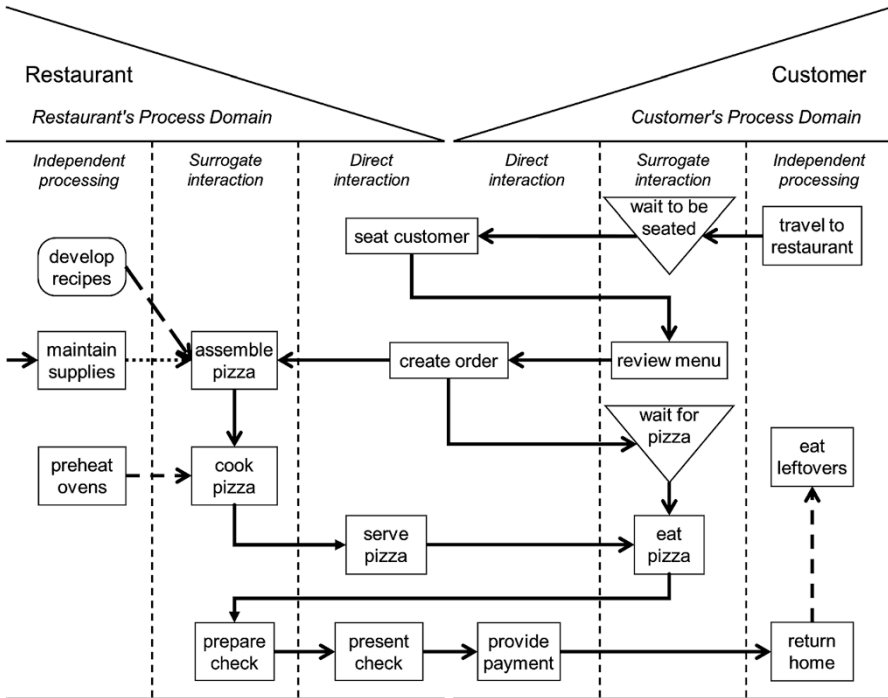 Restaurant
Customer
Restaurant's Process Domain
Customer's Process Domain
Independent
processing
Surrogate
interaction
Direct
interaction
Direct
interaction
Surrogate
interaction
Independent
processing
wait to be
seated
seat customer
travel to
restaurant
develop
recipes
maintain
supplies
assemble
pizza
create order
review menu
wait for
pizza
preheat
ovens
cook
pizza
eat
leftovers
serve
pizza
eat
pizza
prepare
check
present
check
provide
payment
return
home